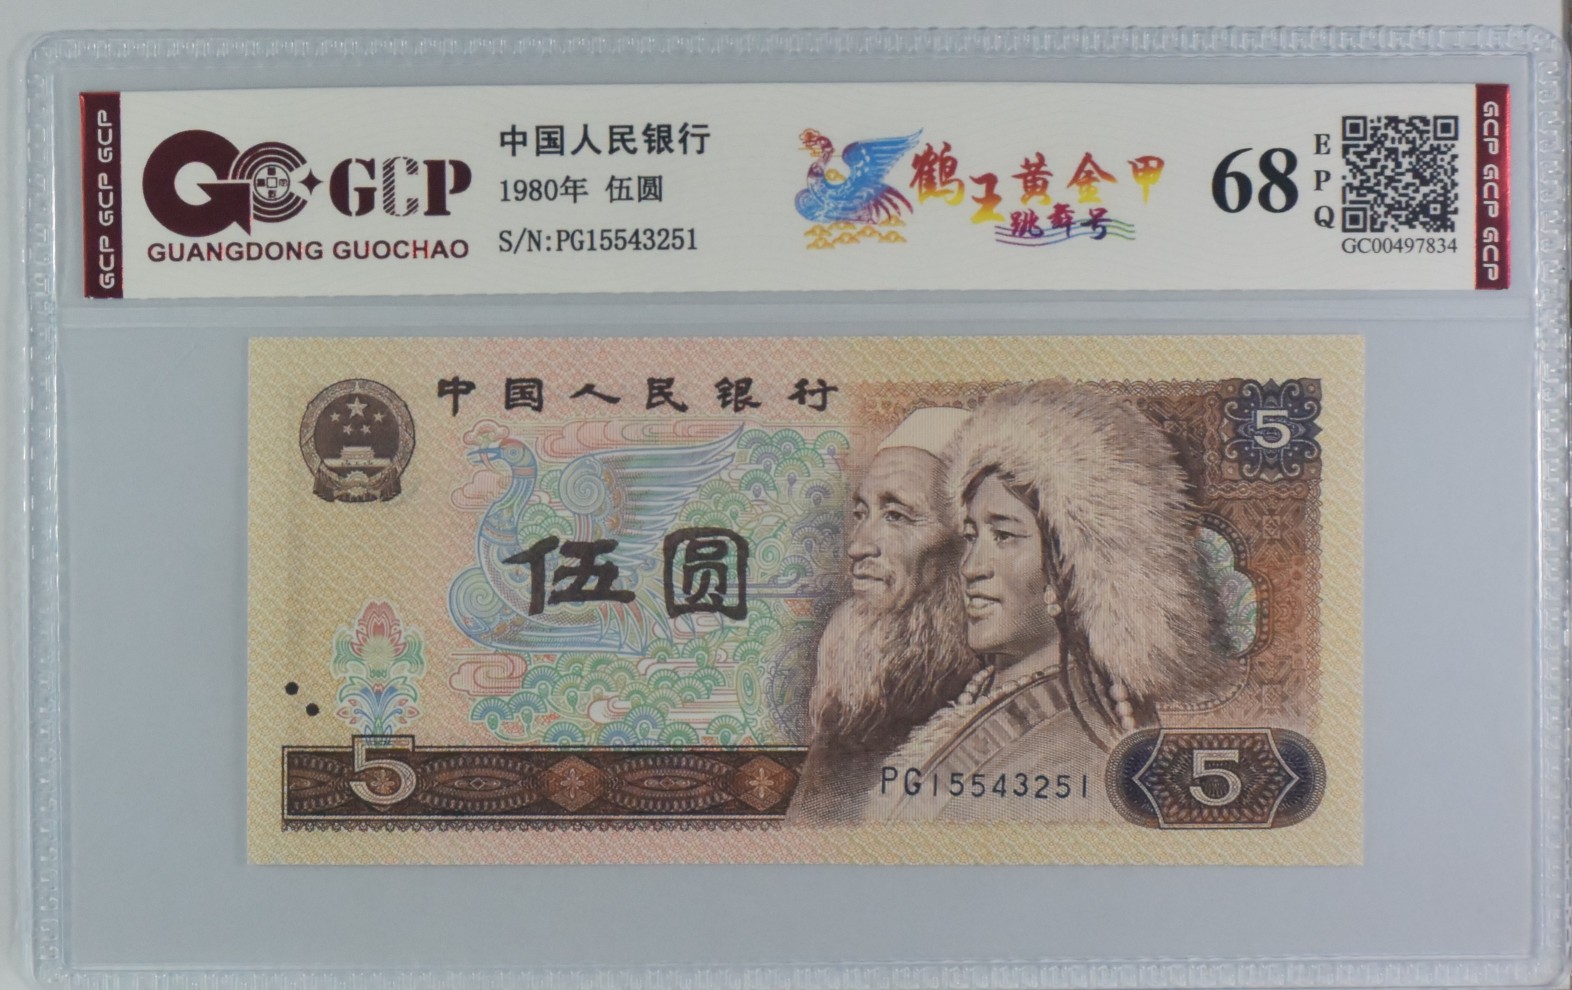 GCP GCP GCP
GCP
GUANGDONG GUOCHAO
中国人民银行
1980年 伍圆
S/N:PG15543251
鹤王黄金甲
跳舞号
68
EPQ
GC00497834
GCP GCP GCP
中国人民银行
5
伍圆
5
PG15543251
5